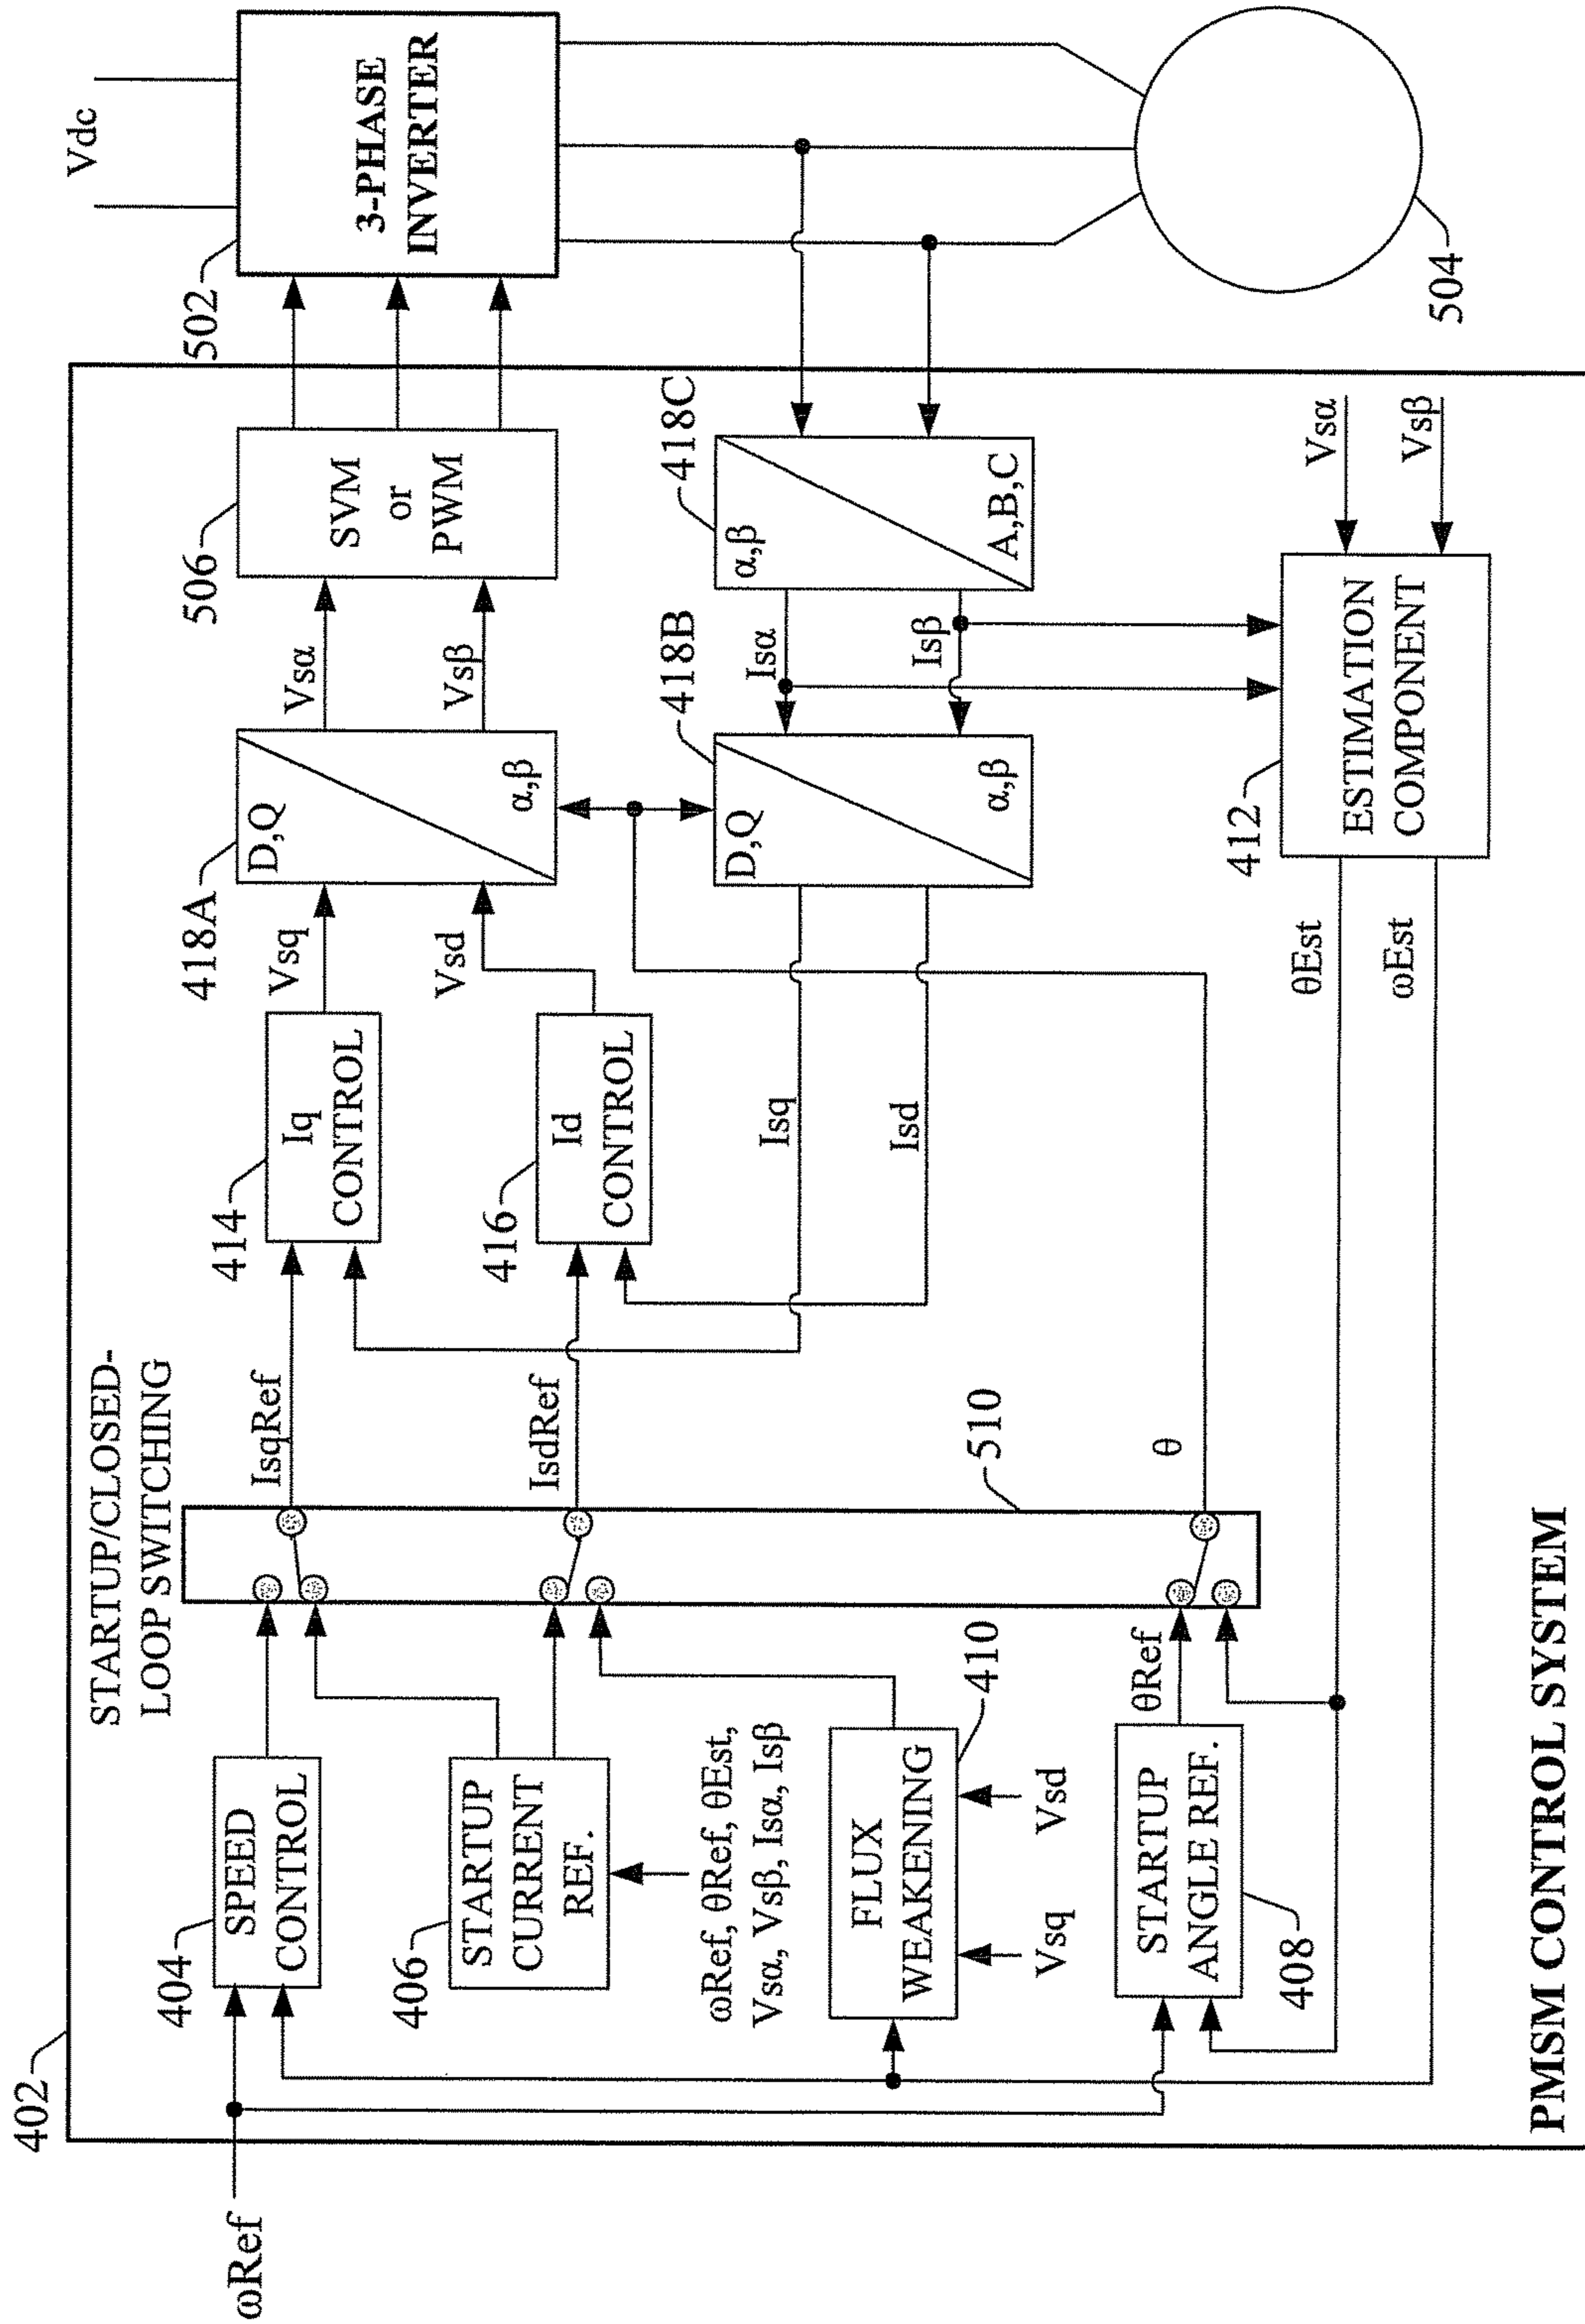 402
STARTUP/CLOSED-
LOOP SWITCHING
Vdc
502
3-PHASE
INVERTER
ωRef
404
SPEED
CONTROL
IsqRef
414
Iq
CONTROL
Vsq
418A
D,Q
α,β
Vsα
Vsβ
506
SVM
or
PWM
406
STARTUP
CURRENT
REF.
IsdRef
416
Id
CONTROL
Vsd
ωRef, θRef, θEst,
Vsα, Vsβ, Isα, Isβ
Isq
Isd
418B
D,Q
α,β
Isα
Isβ
418C
α,β
A,B,C
FLUX
WEAKENING
410
Vsq
Vsd
510
STARTUP
ANGLE REF.
408
θRef
θ
θEst
ωEst
412
ESTIMATION
COMPONENT
Vsα
Vsβ
504
PMSM CONTROL SYSTEM